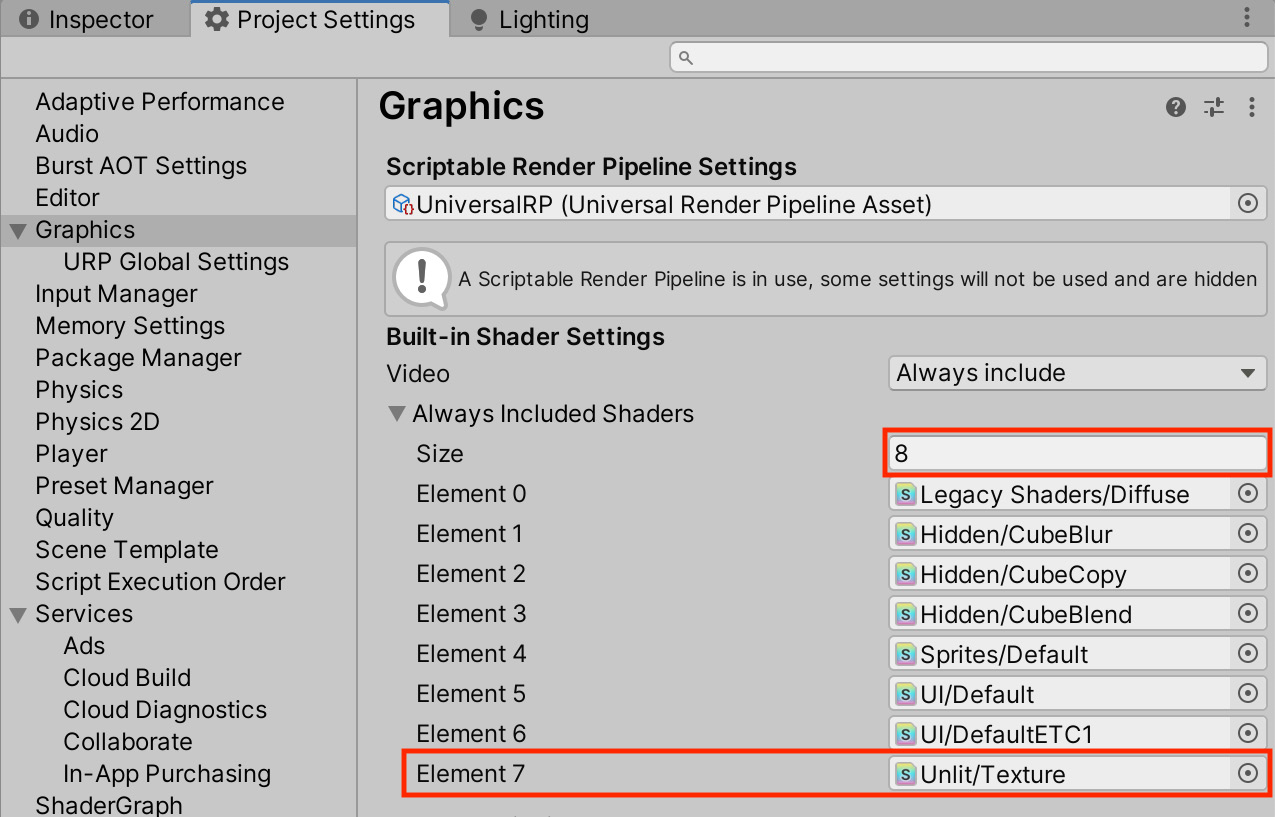 Inspector
Project Settings
Lighting
Adaptive Performance
Audio
Burst AOT Settings
Editor
Graphics
URP Global Settings
Input Manager
Memory Settings
Package Manager
Physics
Physics 2D
Player
Preset Manager
Quality
Scene Template
Script Execution Order
Services
Ads
Cloud Build
Cloud Diagnostics
Collaborate
In-App Purchasing
ShaderGraph
Graphics
Scriptable Render Pipeline Settings
UniversalRP (Universal Render Pipeline Asset)
A Scriptable Render Pipeline is in use, some settings will not be used and are hidden
Built-in Shader Settings
Video Always include
Always Included Shaders
Size 8
Element 0 Legacy Shaders/Diffuse
Element 1 Hidden/CubeBlur
Element 2 Hidden/CubeCopy
Element 3 Hidden/CubeBlend
Element 4 Sprites/Default
Element 5 UI/Default
Element 6 UI/DefaultETC1
Element 7 Unlit/Texture